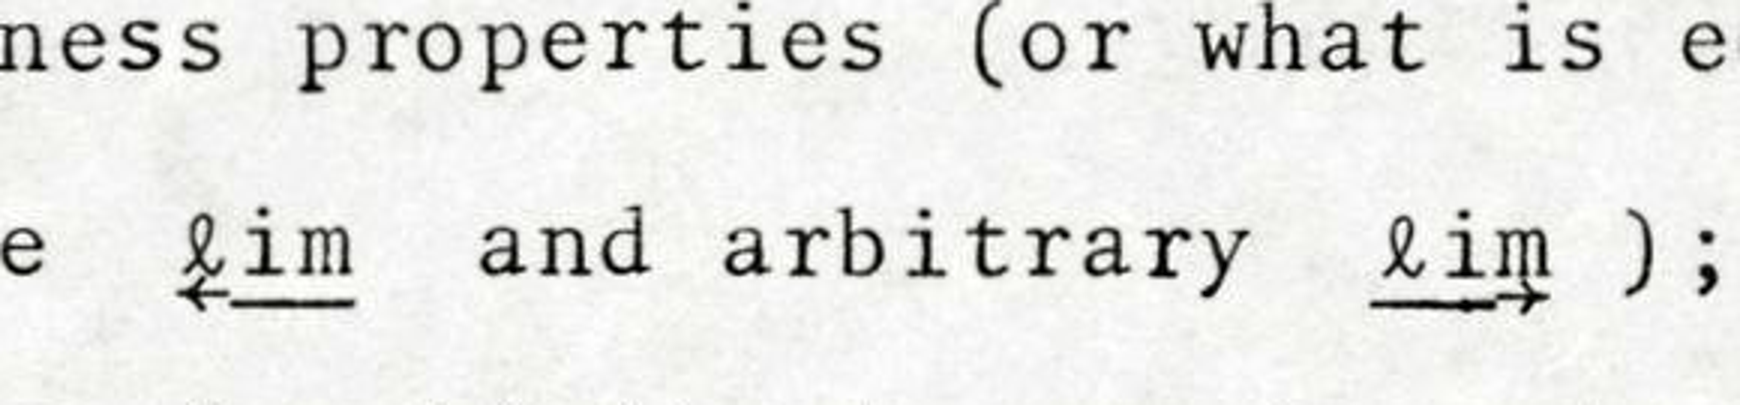 ness properties (or what is e
e ℓim and arbitrary ℓim );